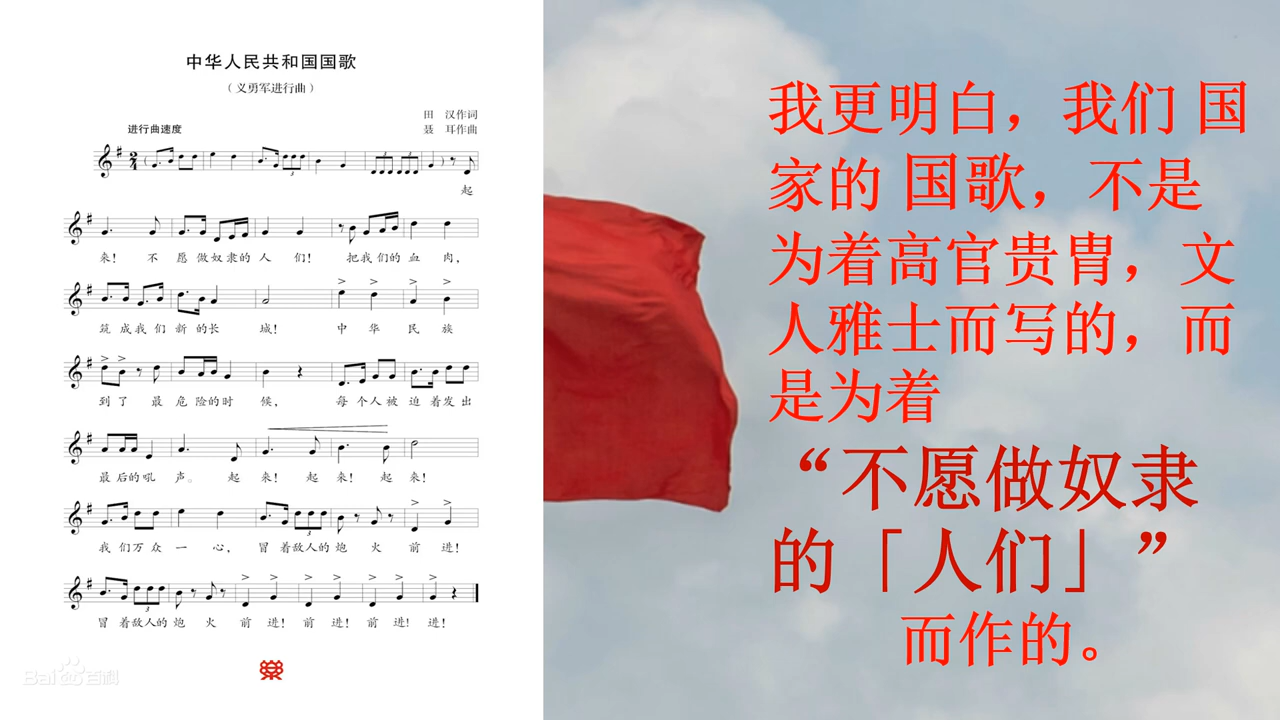 中华人民共和国国歌
（义勇军进行曲）
田 汉作词
进行曲速度
聂 耳作曲
起
来！ 不 愿 做奴隶的 人 们！ 把我们的 血 肉，
筑 成我 们 新 的长 城！ 中 华 民 族
到 了 最 危 险的时 候， 每 个人 被 迫 着发 出
最 后的吼 声。 起 来！ 起 来！ 起 来！
我 们万 众 一 心， 冒 着敌人的 炮 火 前 进！
冒 着敌人的 炮 火 前 进！ 前 进！ 前 进！ 进！
Bai 百科
我更明白，我们 国
家的 国歌，不是
为着高官贵胄，文
人雅士而写的，而
是为着
“不愿做奴隶
的「人们」”
而作的。